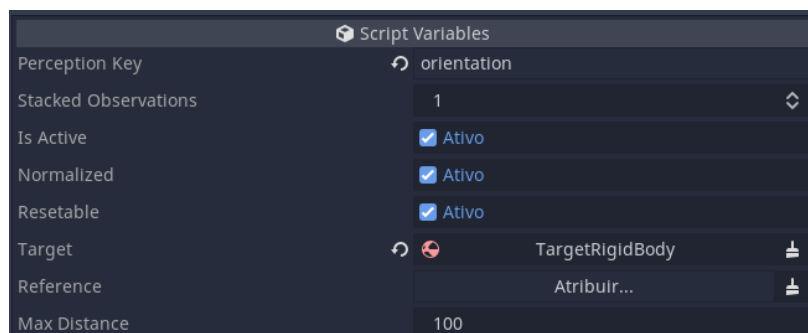 Script Variables
Perception Key orientation
Stacked Observations 1
Is Active Ativo
Normalized Ativo
Resetable Ativo
Target TargetRigidBody
Reference Atribuir...
Max Distance 100